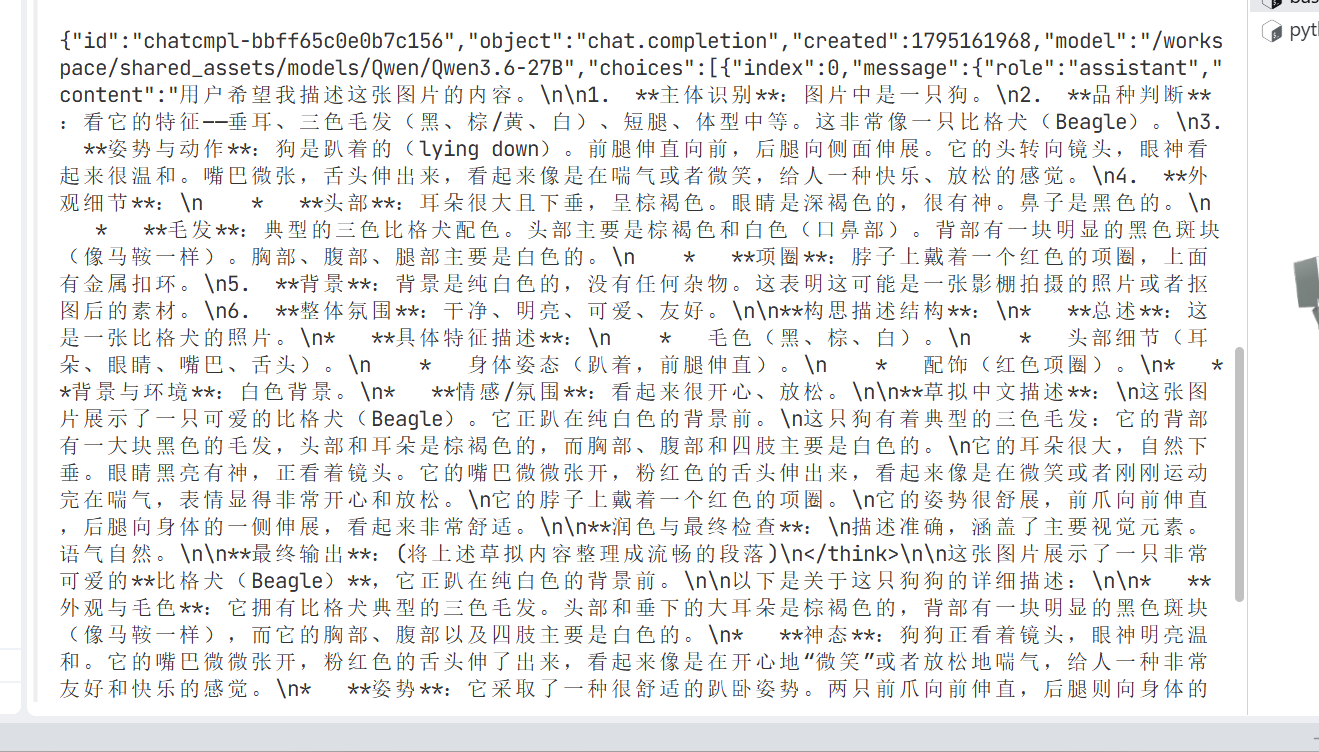 {"id":"chatcmpl-bbff65c0e0b7c156","object":"chat.completion","created":1795161968,"model":"/works
pace/shared_assets/models/Qwen/Qwen3.6-27B","choices":[{"index":0,"message":{"role":"assistant","
content":"用户希望我描述这张图片的内容。\n\n1.  **主体识别**: 图片中是一只狗。\n2.  **品种判断**
: 看它的特征——垂耳、三色毛发（黑、棕/黄、白）、短腿、体型中等。这非常像一只比格犬（Beagle）。\n3.
  **姿势与动作**: 狗是趴着的（lying down）。前腿伸直向前，后腿向侧面伸展。它的头转向镜头，眼神看
起来很温和。嘴巴微张，舌头伸出来，看起来像是在喘气或者微笑，给人一种快乐、放松的感觉。\n4.  **外
观细节**: \n    *   **头部**: 耳朵很大且下垂，呈棕褐色。眼睛是深褐色的，很有神。鼻子是黑色的。\n
   *   **毛发**: 典型的三色比格犬配色。头部主要是棕褐色和白色（口鼻部）。背部有一块明显的黑色斑块
（像马鞍一样）。胸部、腹部、腿部主要是白色的。\n    *   **项圈**: 脖子上戴着一个红色的项圈，上面
有金属扣环。\n5.  **背景**: 背景是纯白色的，没有任何杂物。这表明这可能是一张影棚拍摄的照片或者抠
图后的素材。\n6.  **整体氛围**: 干净、明亮、可爱、友好。\n\n**构思描述结构**: \n*   **总述**: 这
是一张比格犬的照片。\n*   **具体特征描述**: \n    *   毛色（黑、棕、白）。\n    *   头部细节（耳
朵、眼睛、嘴巴、舌头）。\n    *   身体姿态（趴着，前腿伸直）。\n    *   配饰（红色项圈）。\n*   *
*背景与环境**: 白色背景。\n*   **情感/氛围**: 看起来很开心、放松。\n\n**草拟中文描述**: \n这张图
片展示了一只可爱的比格犬（Beagle）。它正趴在纯白色的背景前。\n这只狗有着典型的三色毛发: 它的背部
有一大块黑色的毛发，头部和耳朵是棕褐色的，而胸部、腹部和四肢主要是白色的。\n它的耳朵很大，自然下
垂。眼睛黑亮有神，正看着镜头。它的嘴巴微微张开，粉红色的舌头伸出来，看起来像是在微笑或者刚刚运动
完在喘气，表情显得非常开心和放松。\n它的脖子上戴着一个红色的项圈。\n它的姿势很舒展，前爪向前伸直
，后腿向身体的一侧伸展，看起来非常舒适。\n\n**润色与最终检查**: \n描述准确，涵盖了主要视觉元素。
语气自然。\n\n**最终输出**: (将上述草拟内容整理成流畅的段落)\n</think>\n\n这张图片展示了一只非常
可爱的**比格犬（Beagle）**，它正趴在纯白色的背景前。\n\n以下是关于这只狗狗的详细描述: \n\n*   **
外观与毛色**: 它拥有比格犬典型的三色毛发。头部和垂下的大耳朵是棕褐色的，背部有一块明显的黑色斑块
（像马鞍一样），而它的胸部、腹部以及四肢主要是白色的。\n*   **神态**: 狗狗正看着镜头，眼神明亮温
和。它的嘴巴微微张开，粉红色的舌头伸了出来，看起来像是在开心地“微笑”或者放松地喘气，给人一种非常
友好和快乐的感觉。\n*   **姿势**: 它采取了一种很舒适的趴卧姿势。两只前爪向前伸直，后腿则向身体的